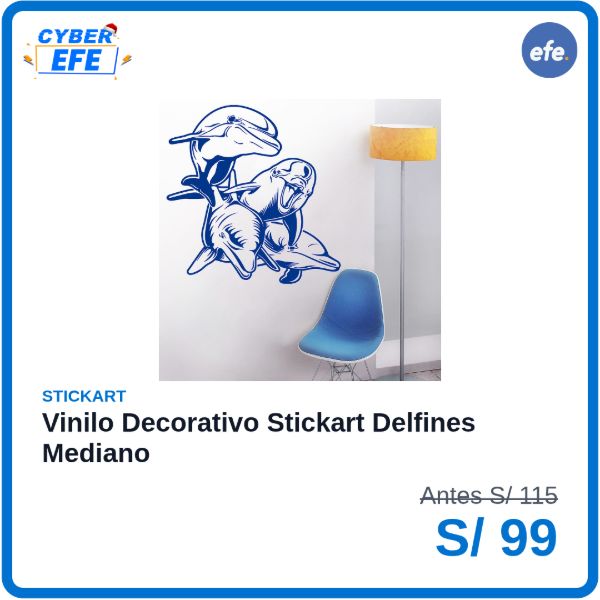 CYBER
EFE
efe.
STICKART
Vinilo Decorativo Stickart Delfines
Mediano
Antes S/ 115
S/ 99